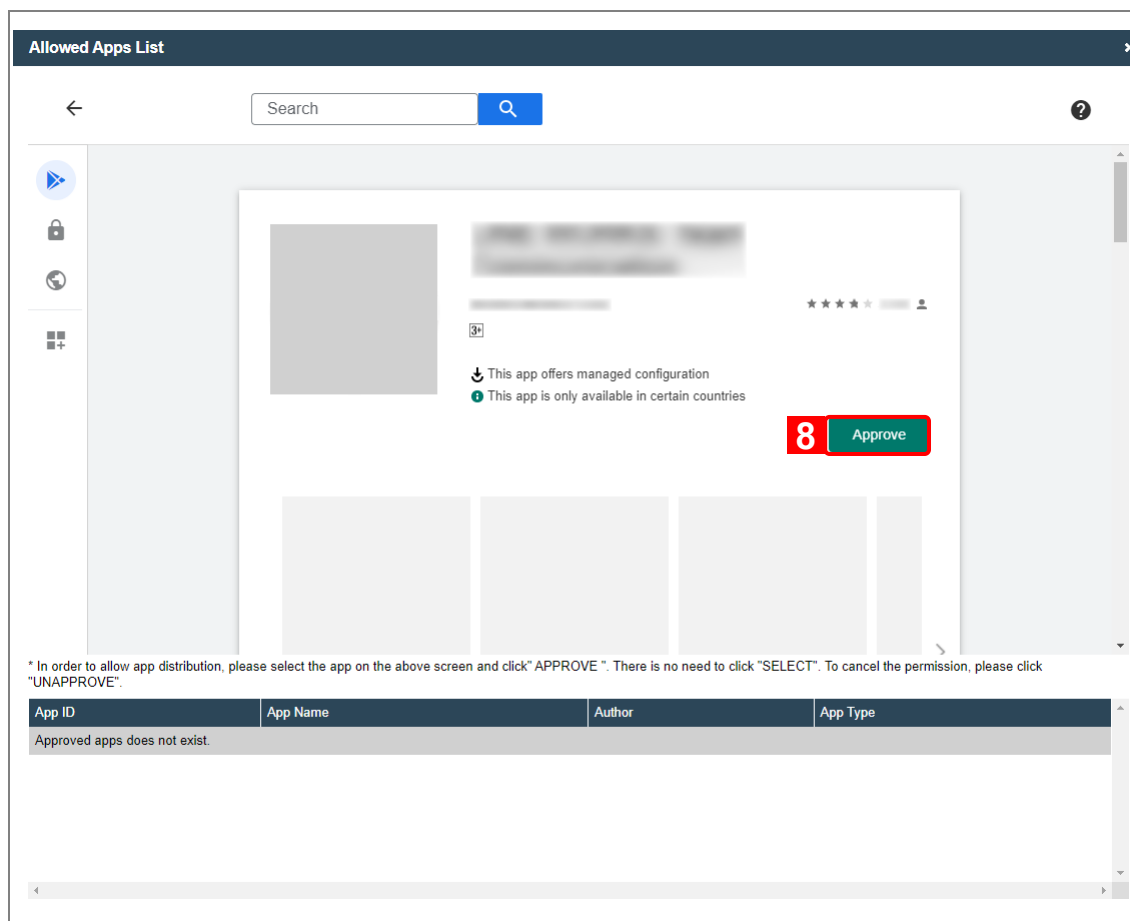 Allowed Apps List
Search
3+
This app offers managed configuration
This app is only available in certain countries
8
Approve
* In order to allow app distribution, please select the app on the above screen and click" APPROVE ". There is no need to click "SELECT". To cancel the permission, please click
"UNAPPROVE".
App ID App Name Author App Type
Approved apps does not exist.